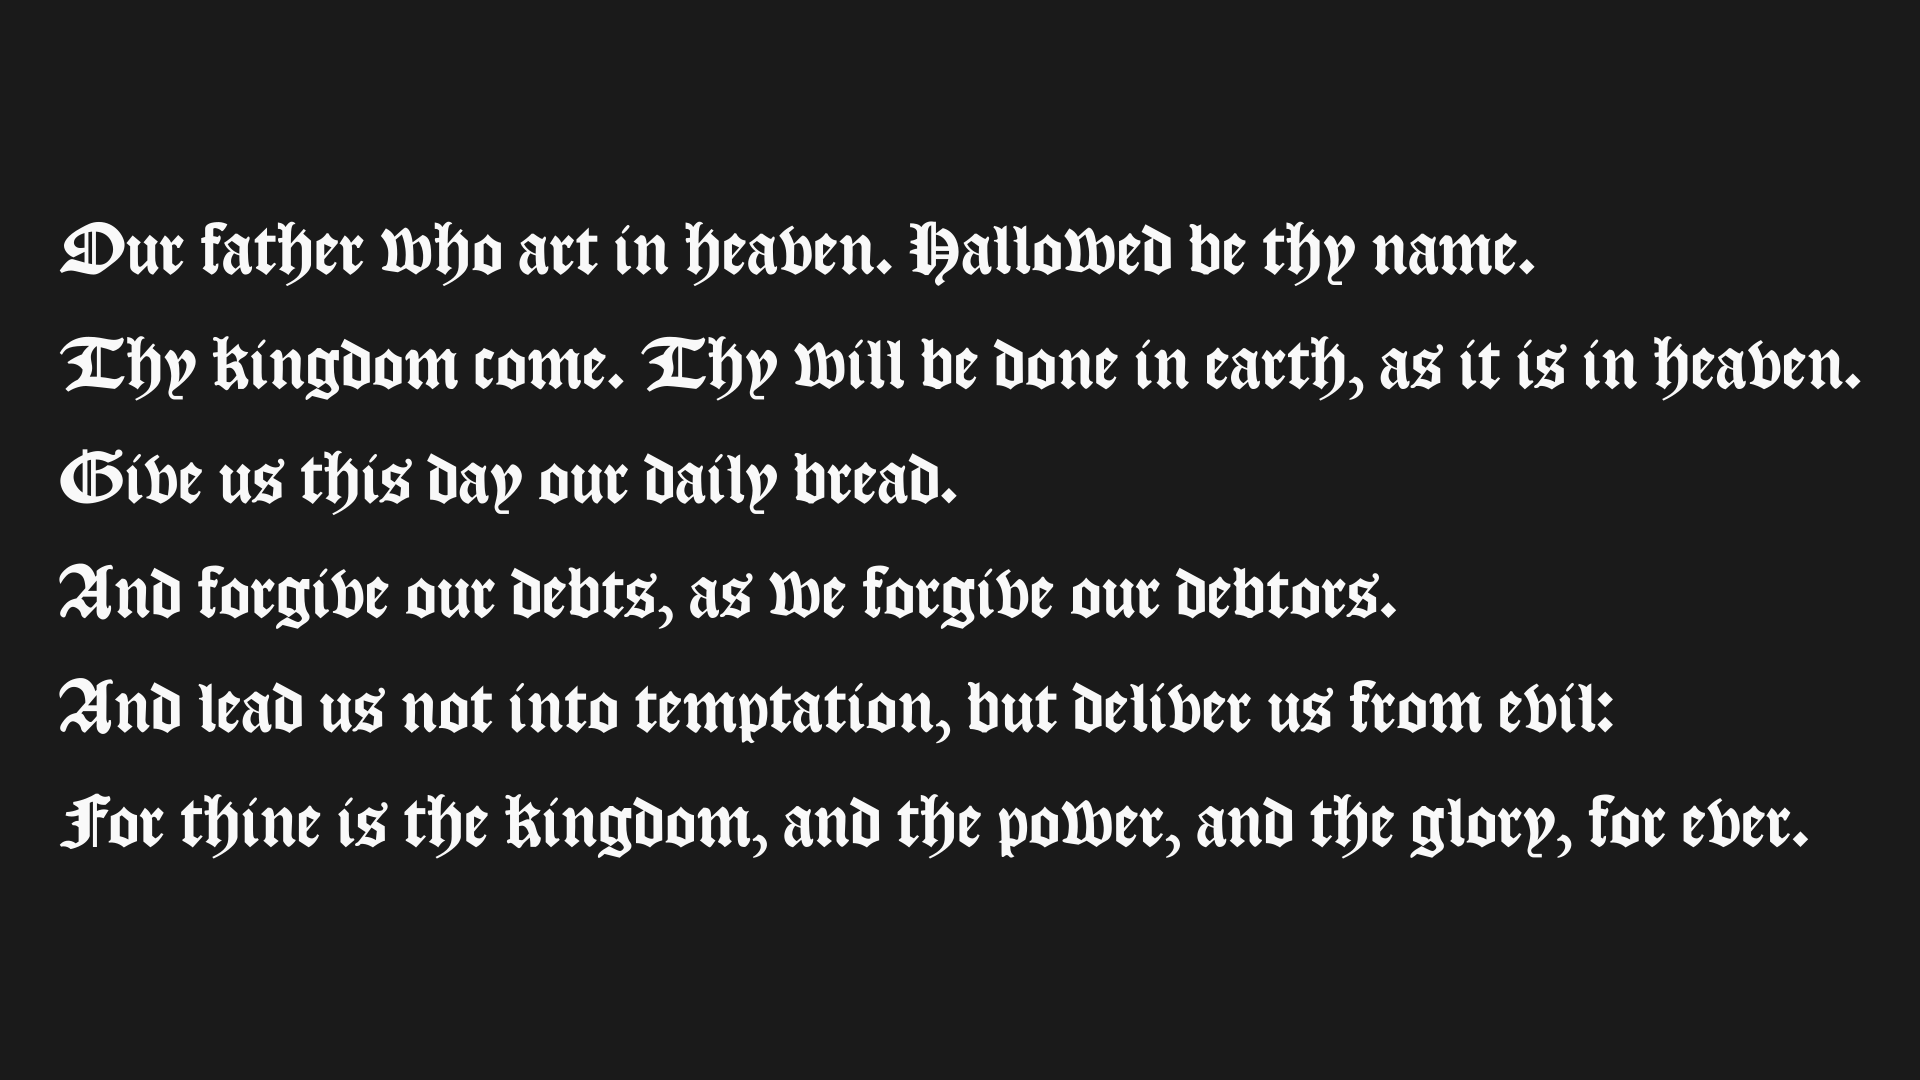 Our father who art in heaven. Hallowed be thy name.
Thy kingdom come. Thy will be done in earth, as it is in heaven.
Give us this day our daily bread.
And forgive our debts, as we forgive our debtors.
And lead us not into temptation, but deliver us from evil:
For thine is the kingdom, and the power, and the glory, for ever.